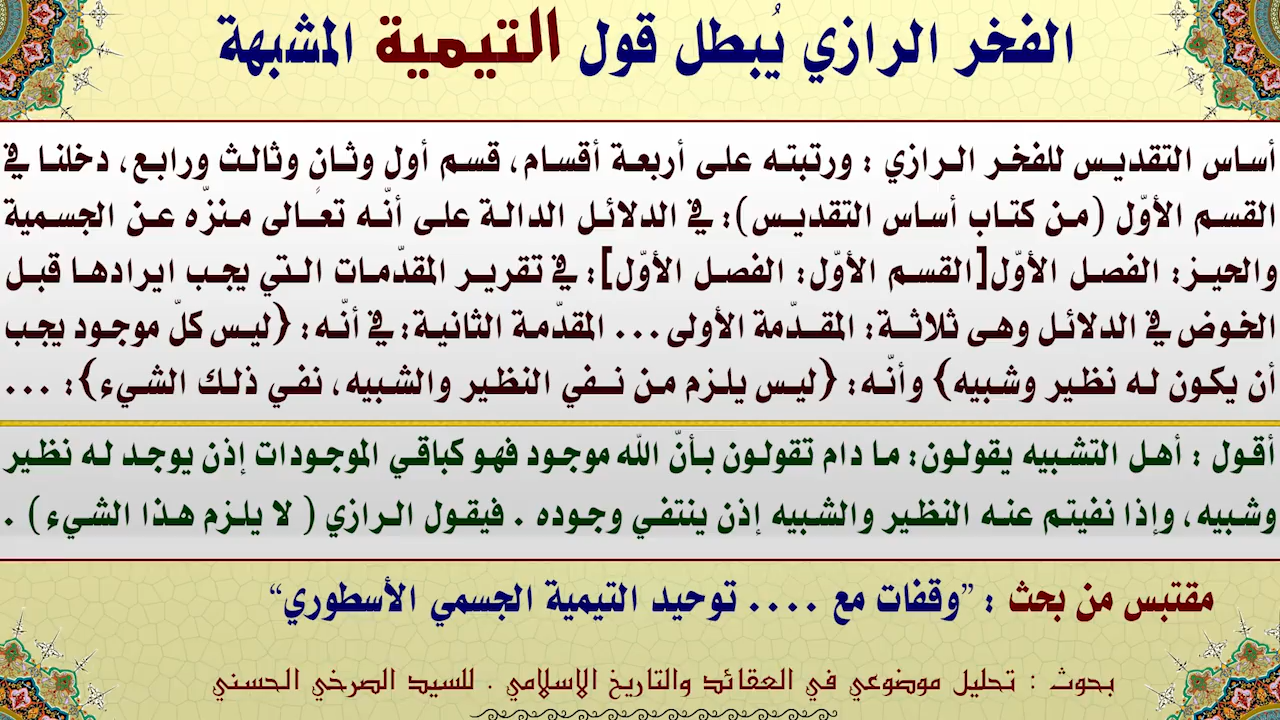 الفخر الرازي يُبطل قول التيمية المشبهة
أساس التقديس للفخر الرازي : ورتبته على أربعة أقسام، قسم أول وثانٍ وثالث ورابع، دخلنا في
القسم الأوّل (من كتاب أساس التقديس): في الدلائل الدالة على أنّه تعالى منزّه عن الجسمية
والحيز: الفصل الأوّل[القسم الأوّل: الفصل الأوّل]: في تقرير المقدّمات التي يجب ايرادها قبل
الخوض في الدلائل وهى ثلاثة: المقدّمة الأولى... المقدّمة الثانية: في أنّه: {ليس كلّ موجود يجب
أن يكون له نظير وشبيه} وأنّه: {ليس يلزم من نفي النظير والشبيه، نفي ذلك الشيء}: ...
أقول : أهل التشبيه يقولون: ما دام تقولون بأنّ الله موجود فهو كباقي الموجودات إذن يوجد له نظير
وشبيه، وإذا نفيتم عنه النظير والشبيه إذن ينتفي وجوده . فيقول الرازي ( لا يلزم هذا الشيء) .
مقتبس من بحث : ”وقفات مع .... توحيد التيمية الجسمي الأسطوري“
بحوث : تحليل موضوعي في العقائد والتاريخ الإسلامي . للسيد الصرخي الحسني